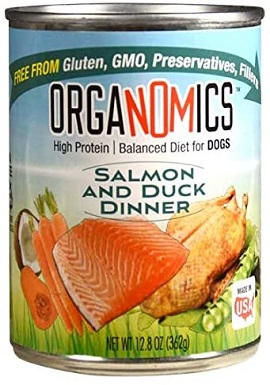 FREE FROM Gluten, GMO, Preservatives, Fillers
ORGANOMICS™
High Protein | Balanced Diet for DOGS
SALMON
AND DUCK
DINNER
MADE IN
USA
NET WT 12.8 OZ (362g)